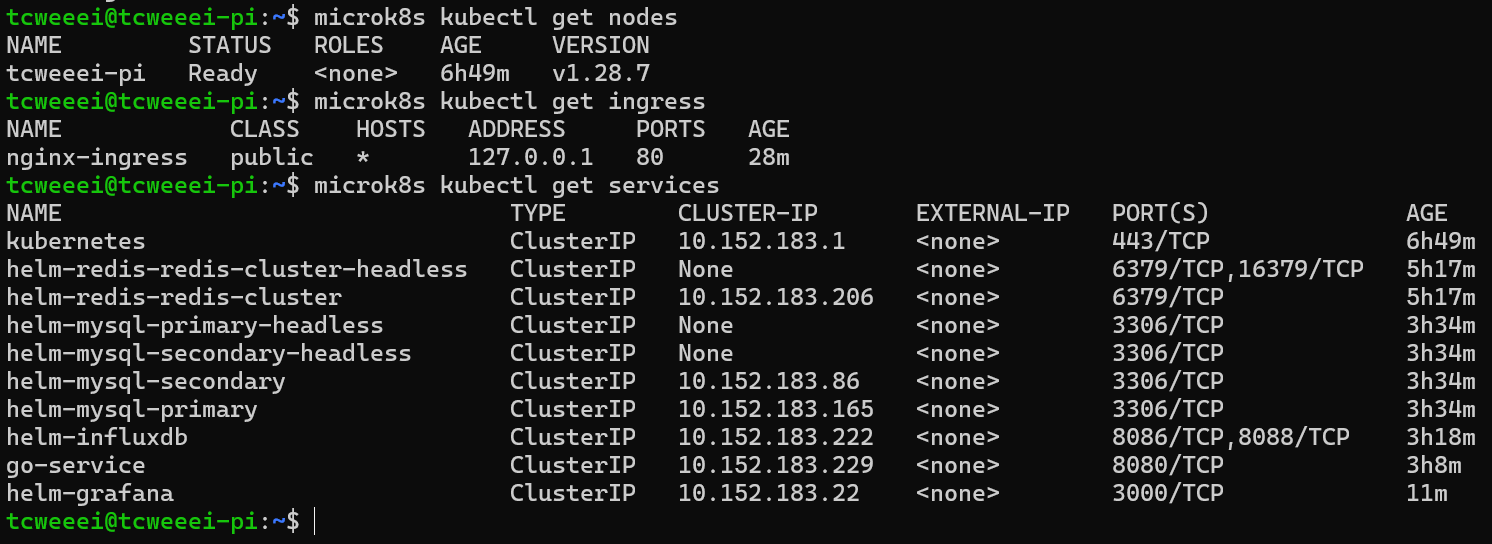 tcweeei@tcweeei-pi:~$ microk8s kubectl get nodes
NAME         STATUS   ROLES    AGE     VERSION
tcweeei-pi   Ready    <none>   6h49m   v1.28.7
tcweeei@tcweeei-pi:~$ microk8s kubectl get ingress
NAME            CLASS    HOSTS   ADDRESS     PORTS   AGE
nginx-ingress   public   *       127.0.0.1   80      28m
tcweeei@tcweeei-pi:~$ microk8s kubectl get services
NAME                                TYPE        CLUSTER-IP       EXTERNAL-IP   PORT(S)              AGE
kubernetes                          ClusterIP   10.152.183.1     <none>        443/TCP              6h49m
helm-redis-redis-cluster-headless   ClusterIP   None             <none>        6379/TCP,16379/TCP   5h17m
helm-redis-redis-cluster            ClusterIP   10.152.183.206   <none>        6379/TCP             5h17m
helm-mysql-primary-headless         ClusterIP   None             <none>        3306/TCP             3h34m
helm-mysql-secondary-headless       ClusterIP   None             <none>        3306/TCP             3h34m
helm-mysql-secondary                ClusterIP   10.152.183.86    <none>        3306/TCP             3h34m
helm-mysql-primary                  ClusterIP   10.152.183.165   <none>        3306/TCP             3h34m
helm-influxdb                       ClusterIP   10.152.183.222   <none>        8086/TCP,8088/TCP    3h18m
go-service                          ClusterIP   10.152.183.229   <none>        8080/TCP             3h8m
helm-grafana                        ClusterIP   10.152.183.22    <none>        3000/TCP             11m
tcweeei@tcweeei-pi:~$